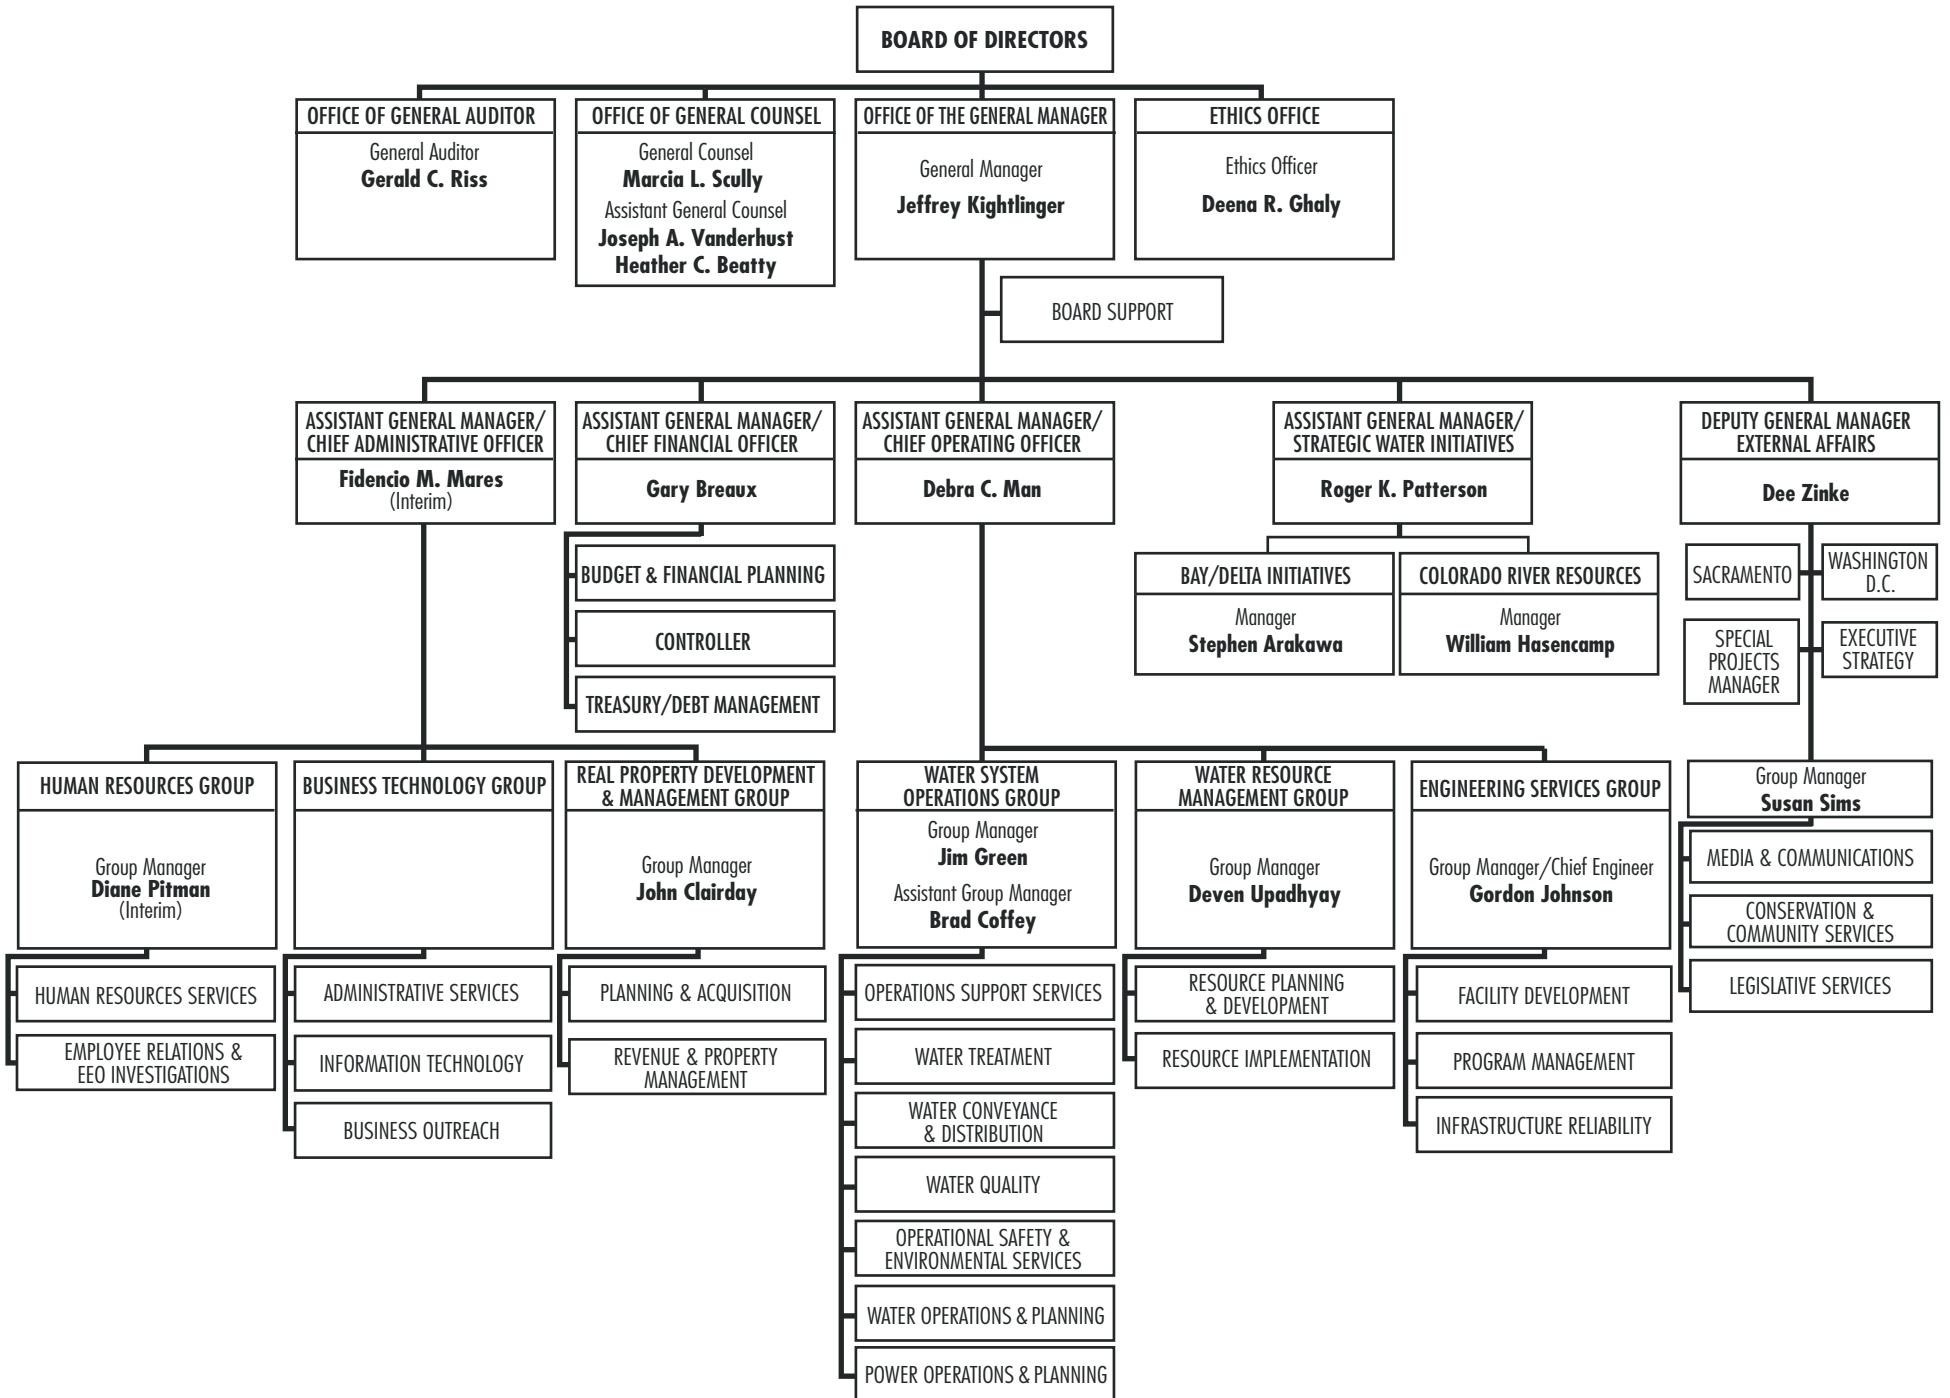 BOARD OF DIRECTORS
OFFICE OF GENERAL AUDITOR
General Auditor
Gerald C. Riss
OFFICE OF GENERAL COUNSEL
General Counsel
Marcia L. Scully
Assistant General Counsel
Joseph A. Vanderhust
Heather C. Beatty
OFFICE OF THE GENERAL MANAGER
General Manager
Jeffrey Kightlinger
ETHICS OFFICE
Ethics Officer
Deena R. Ghaly
BOARD SUPPORT
ASSISTANT GENERAL MANAGER/
CHIEF ADMINISTRATIVE OFFICER
Fidencio M. Mares
(Interim)
ASSISTANT GENERAL MANAGER/
CHIEF FINANCIAL OFFICER
Gary Breaux
ASSISTANT GENERAL MANAGER/
CHIEF OPERATING OFFICER
Debra C. Man
ASSISTANT GENERAL MANAGER/
STRATEGIC WATER INITIATIVES
Roger K. Patterson
DEPUTY GENERAL MANAGER
EXTERNAL AFFAIRS
Dee Zinke
BUDGET & FINANCIAL PLANNING
CONTROLLER
TREASURY/DEBT MANAGEMENT
BAY/DELTA INITIATIVES
Manager
Stephen Arakawa
COLORADO RIVER RESOURCES
Manager
William Hasencamp
SACRAMENTO
WASHINGTON
D.C.
SPECIAL
PROJECTS
MANAGER
EXECUTIVE
STRATEGY
HUMAN RESOURCES GROUP
Group Manager
Diane Pitman
(Interim)
BUSINESS TECHNOLOGY GROUP
REAL PROPERTY DEVELOPMENT
& MANAGEMENT GROUP
Group Manager
John Clairday
WATER SYSTEM
OPERATIONS GROUP
Group Manager
Jim Green
Assistant Group Manager
Brad Coffey
WATER RESOURCE
MANAGEMENT GROUP
Group Manager
Deven Upadhyay
ENGINEERING SERVICES GROUP
Group Manager/Chief Engineer
Gordon Johnson
Group Manager
Susan Sims
HUMAN RESOURCES SERVICES
EMPLOYEE RELATIONS &
EEO INVESTIGATIONS
ADMINISTRATIVE SERVICES
INFORMATION TECHNOLOGY
BUSINESS OUTREACH
PLANNING & ACQUISITION
REVENUE & PROPERTY
MANAGEMENT
OPERATIONS SUPPORT SERVICES
WATER TREATMENT
WATER CONVEYANCE
& DISTRIBUTION
WATER QUALITY
OPERATIONAL SAFETY &
ENVIRONMENTAL SERVICES
WATER OPERATIONS & PLANNING
POWER OPERATIONS & PLANNING
RESOURCE PLANNING
& DEVELOPMENT
RESOURCE IMPLEMENTATION
FACILITY DEVELOPMENT
PROGRAM MANAGEMENT
INFRASTRUCTURE RELIABILITY
MEDIA & COMMUNICATIONS
CONSERVATION &
COMMUNITY SERVICES
LEGISLATIVE SERVICES